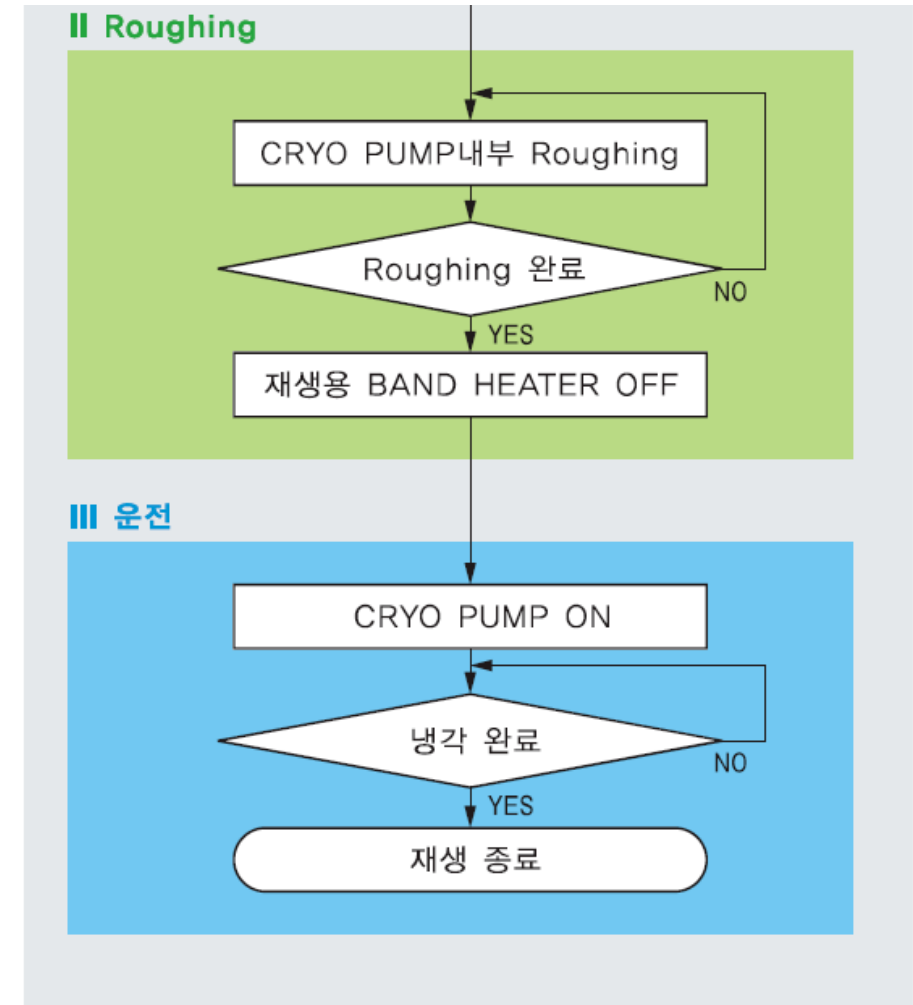 II Roughing
CRYO PUMP내부 Roughing
Roughing 완료
NO
YES
재생용 BAND HEATER OFF
III 운전
CRYO PUMP ON
냉각 완료
NO
YES
재생 종료